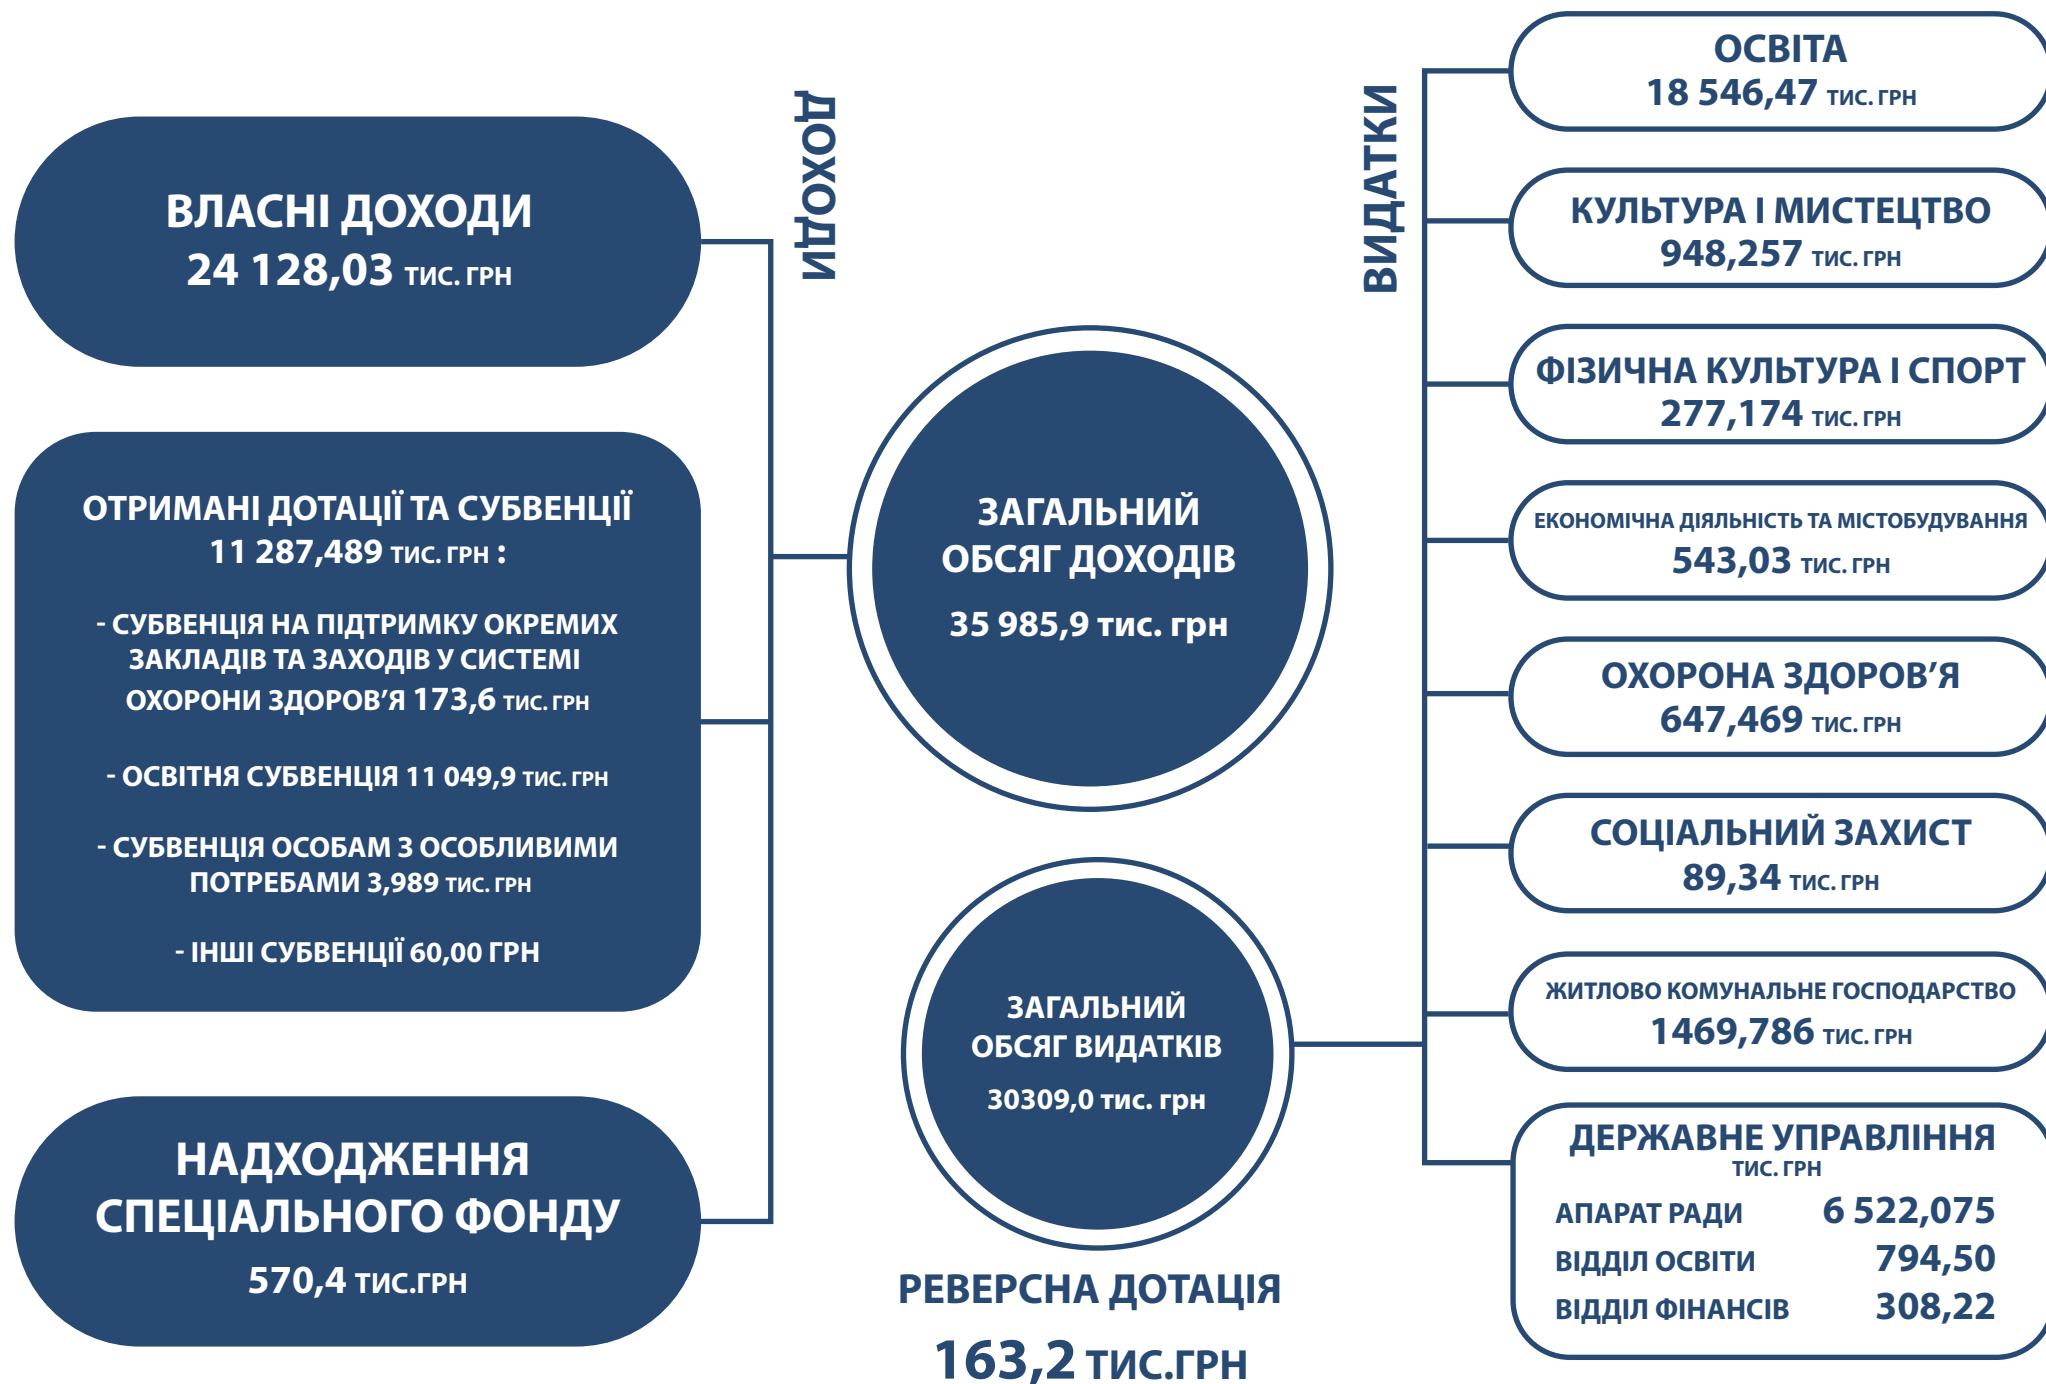 ДОХОДИ
ВЛАСНІ ДОХОДИ
24 128,03 ТИС. ГРН
ОТРИМАНІ ДОТАЦІЇ ТА СУБВЕНЦІЇ
11 287,489 ТИС. ГРН :
- СУБВЕНЦІЯ НА ПІДТРИМКУ ОКРЕМИХ
ЗАКЛАДІВ ТА ЗАХОДІВ У СИСТЕМІ
ОХОРОНИ ЗДОРОВ’Я 173,6 ТИС. ГРН
- ОСВІТНЯ СУБВЕНЦІЯ 11 049,9 ТИС. ГРН
- СУБВЕНЦІЯ ОСОБАМ З ОСОБЛИВИМИ
ПОТРЕБАМИ 3,989 ТИС. ГРН
- ІНШІ СУБВЕНЦІЇ 60,00 ГРН
НАДХОДЖЕННЯ
СПЕЦІАЛЬНОГО ФОНДУ
570,4 ТИС.ГРН
ЗАГАЛЬНИЙ
ОБСЯГ ДОХОДІВ
35 985,9 тис. грн
ЗАГАЛЬНИЙ
ОБСЯГ ВИДАТКІВ
30309,0 тис. грн
РЕВЕРСНА ДОТАЦІЯ
163,2 ТИС.ГРН
ВИДАТКИ
ОСВІТА
18 546,47 ТИС. ГРН
КУЛЬТУРА І МИСТЕЦТВО
948,257 ТИС. ГРН
ФІЗИЧНА КУЛЬТУРА І СПОРТ
277,174 ТИС. ГРН
ЕКОНОМІЧНА ДІЯЛЬНІСТЬ ТА МІСТОБУДУВАННЯ
543,03 ТИС. ГРН
ОХОРОНА ЗДОРОВ’Я
647,469 ТИС. ГРН
СОЦІАЛЬНИЙ ЗАХИСТ
89,34 ТИС. ГРН
ЖИТЛОВО КОМУНАЛЬНЕ ГОСПОДАРСТВО
1469,786 ТИС. ГРН
ДЕРЖАВНЕ УПРАВЛІННЯ
ТИС. ГРН
АПАРАТ РАДИ 6 522,075
ВІДДІЛ ОСВІТИ 794,50
ВІДДІЛ ФІНАНСІВ 308,22